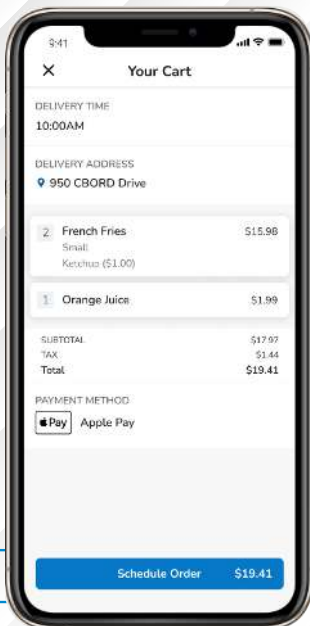 9:41
Your Cart
DELIVERY TIME
10:00AM
DELIVERY ADDRESS
950 CBORD Drive
2 French Fries $15.98
Small
Ketchup ($1.00)
1 Orange Juice $1.99
SUBTOTAL $17.97
TAX $1.44
Total $19.41
PAYMENT METHOD
Pay Apple Pay
Schedule Order $19.41